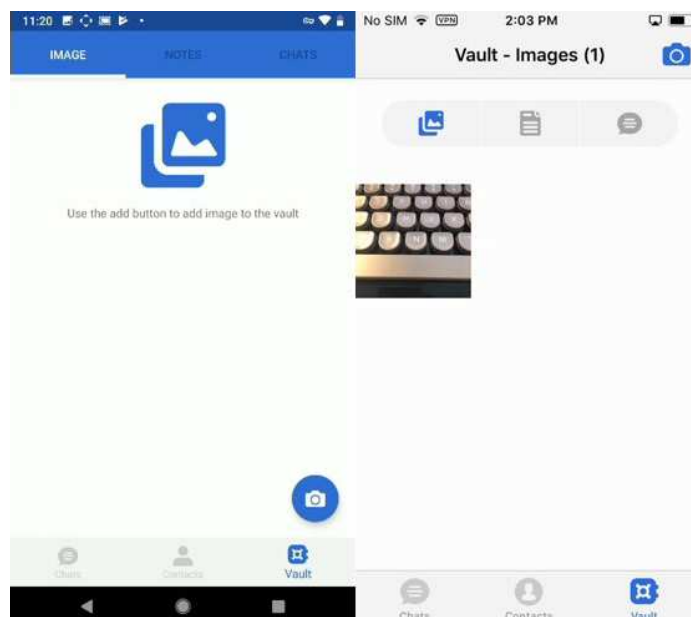 11:20
IMAGE NOTES CHATS
Use the add button to add image to the vault
Chats Contacts Vault
No SIM VPN 2:03 PM
Vault - Images (1)
Chats Contacts Vault